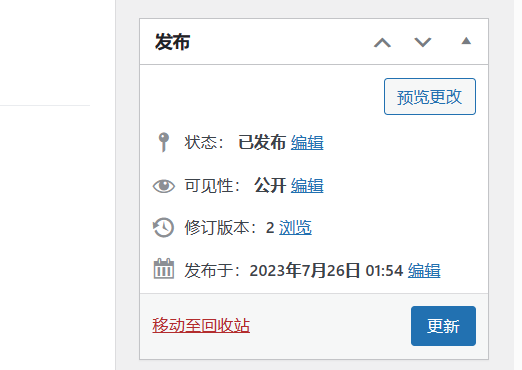 发布
预览更改
状态： 已发布 编辑
可见性： 公开 编辑
修订版本：2 浏览
发布于：2023年7月26日 01:54 编辑
移动至回收站
更新